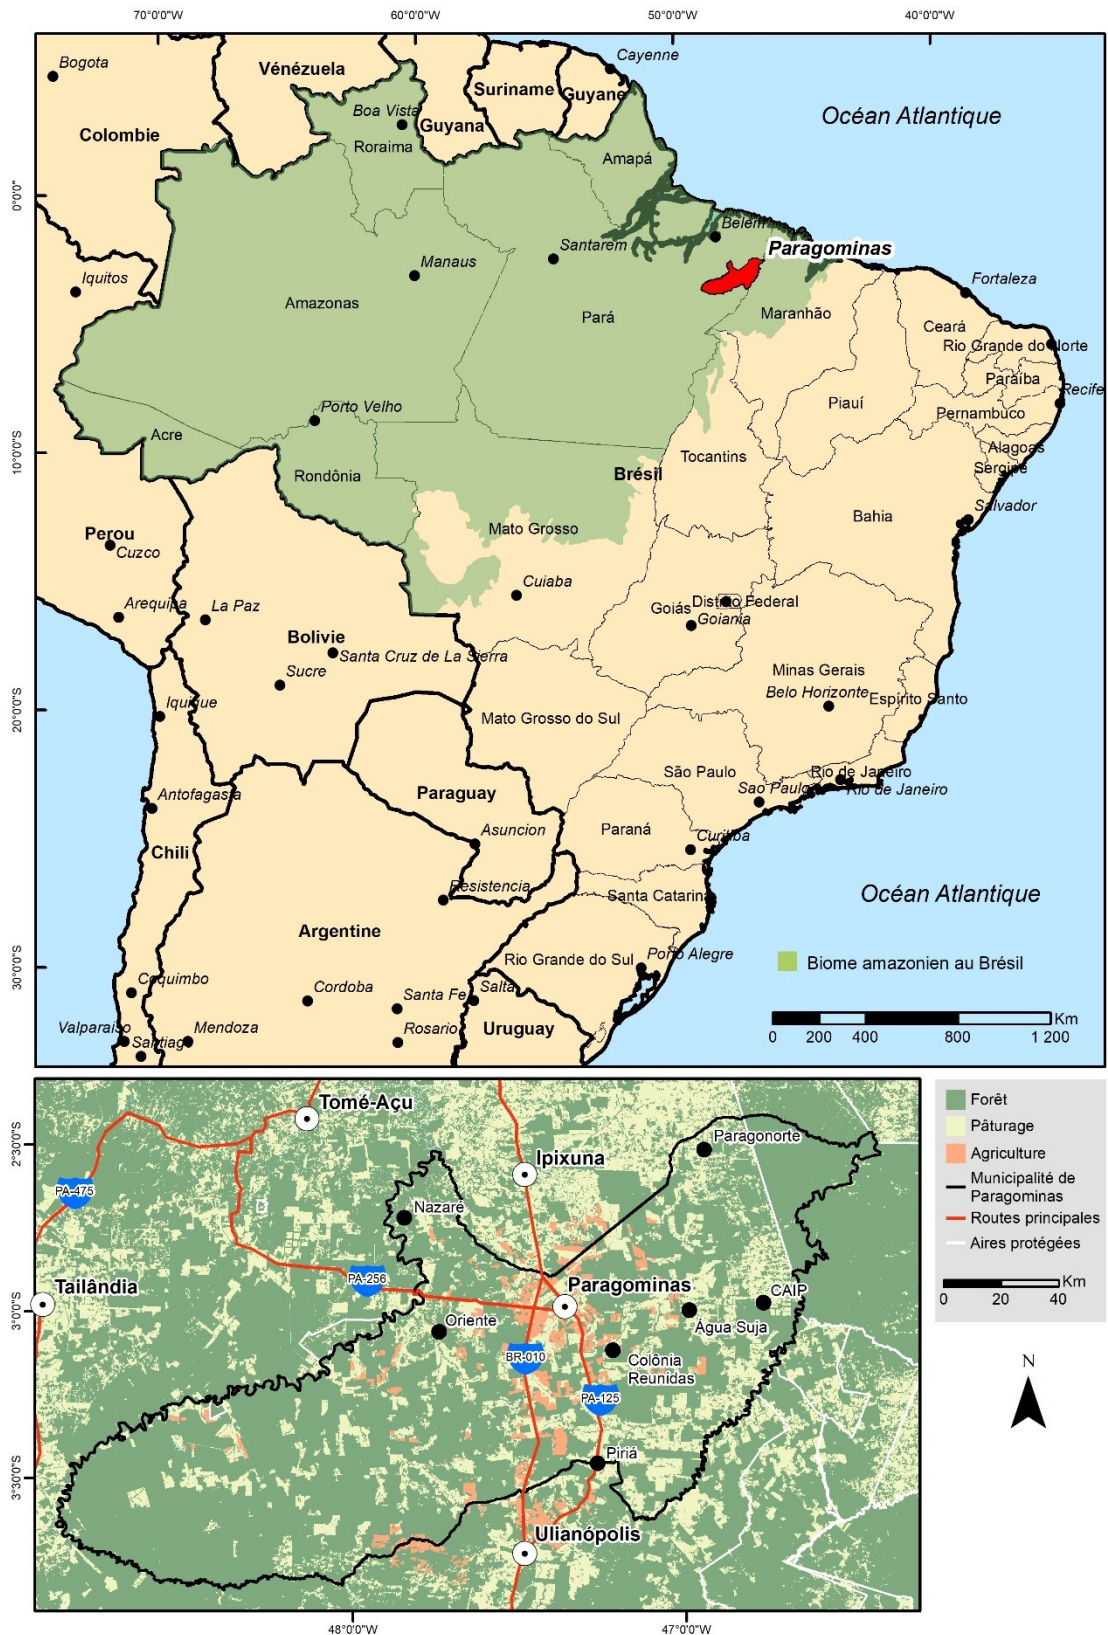 70°0'0"W
60°0'0"W
50°0'0"W
40°0'0"W
Bogota
Cayenne
Vénézuela
Suriname
Guyane
Océan Atlantique
Boa Vista
Guyana
Colombie
Roraima
Amapá
0°0'0"
Belem
Santarem
Paragominas
Manaus
Iquitos
Fortaleza
Amazonas
Pará
Maranhão
Ceará
Rio Grande do Norte
Paraíba
Recife
Porto Velho
Piauí
Pernambuco
Acre
Alagoas
10°0'0"S
Tocantins
Sergipe
Rondônia
Brésil
Salvador
Bahia
Mato Grosso
Perou
Cuzco
Cuiaba
Arequipa
La Paz
Goiás
Distrito Federal
Goiania
Bolivie
Santa Cruz de La Sierra
Sucre
Minas Gerais
Belo Horizonte
Espírito Santo
Iquique
20°0'0"S
Mato Grosso do Sul
São Paulo
Rio de Janeiro
Sao Paulo
Rio de Janeiro
Antofagasta
Paraguay
Asuncion
Paraná
Curitiba
Chili
Resistencia
Santa Catarina
Océan Atlantique
Argentine
Porto Alegre
Rio Grande do Sul
Biome amazonien au Brésil
30°0'0"S
Coquimbo
Cordoba
Santa Fe
Salta
Valparaiso
Santiago
Mendoza
Rosario
Uruguay
Km
0 200 400 800 1 200
Tomé-Açu
Forêt
Pâturage
Agriculture
Municipalité de
Paragominas
Routes principales
Aires protégées
Km
0 20 40
2°30'0"S
Paragonorte
Ipixuna
PA-475
Nazaré
PA-256
Tailândia
Paragominas
CAIP
3°0'0"S
Oriente
Água Suja
BR-010
Colônia
Reunidas
PA-125
N
Piriá
3°30'0"S
Ulianópolis
48°0'0"W
47°0'0"W